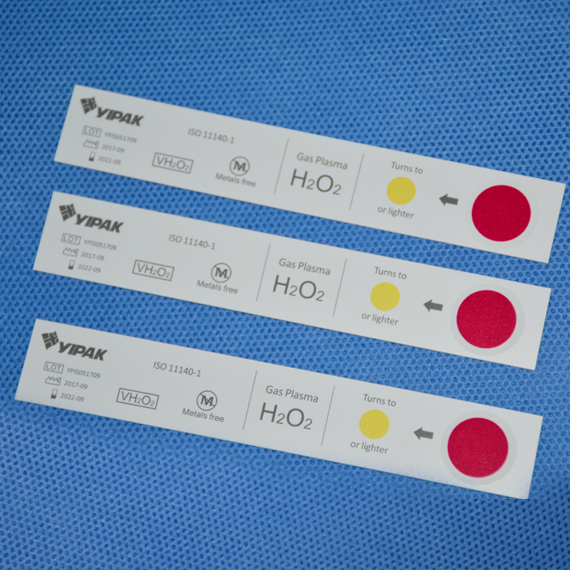 YIPAK
ISO 11140-1
LOT YPIS051709
2017-09
2022-09
VH2O2
M
Metals free
Gas Plasma
H2O2
Turns to
or lighter
YIPAK
ISO 11140-1
LOT YPIS051709
2017-09
2022-09
VH2O2
M
Metals free
Gas Plasma
H2O2
Turns to
or lighter
YIPAK
ISO 11140-1
LOT YPIS051709
2017-09
2022-09
VH2O2
M
Metals free
Gas Plasma
H2O2
Turns to
or lighter